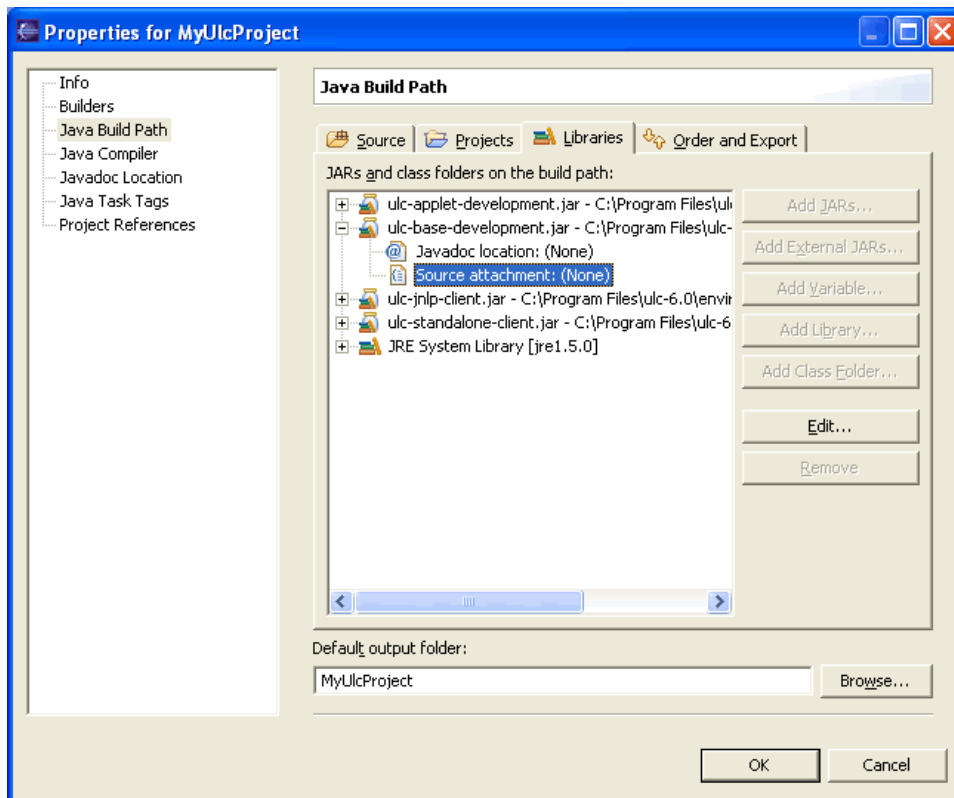 Properties for MyUlcProject
Info
Builders
Java Build Path
Java Compiler
Javadoc Location
Java Task Tags
Project References
Java Build Path
Source
Projects
Libraries
Order and Export
JARs and class folders on the build path:
ulc-applet-development.jar - C:\Program Files\ul
ulc-base-development.jar - C:\Program Files\ulc-
Javadoc location: (None)
Source attachment: (None)
ulc-jnlp-client.jar - C:\Program Files\ulc-6.0\envir
ulc-standalone-client.jar - C:\Program Files\ulc-6
JRE System Library [jre1.5.0]
Add JARs...
Add External JARs...
Add Variable...
Add Library...
Add Class Folder...
Edit...
Remove
Default output folder:
MyUlcProject
Browse...
OK
Cancel